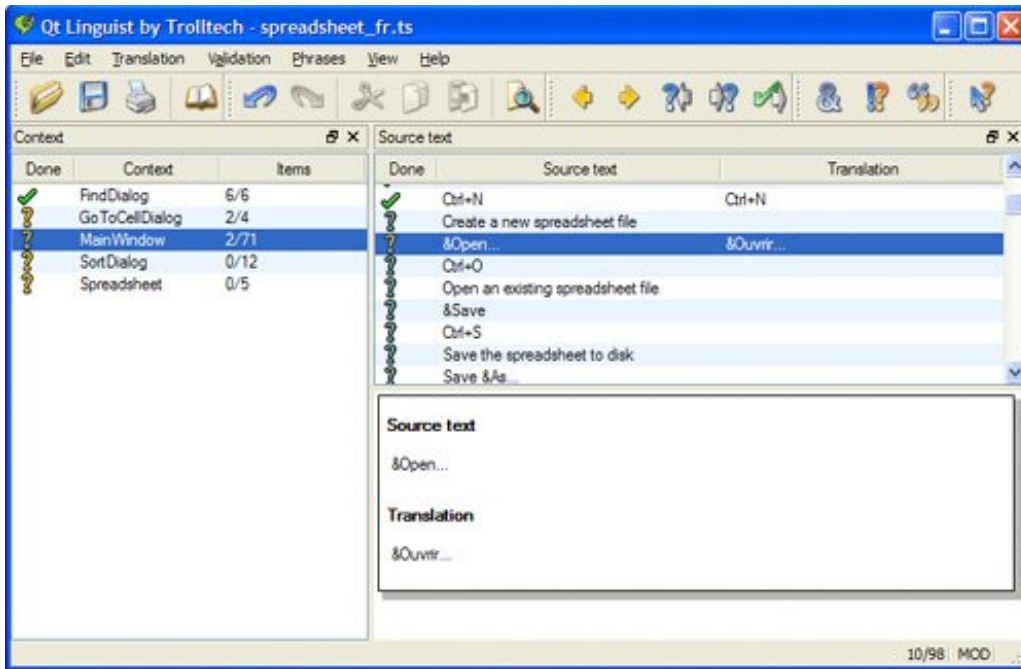 Qt Linguist by Trolltech - spreadsheet_fr.ts
File Edit Translation Validation Phrases View Help
Context
Done Context Items
FindDialog 6/6
GoToCellDialog 2/4
MainWindow 2/71
SortDialog 0/12
Spreadsheet 0/5
Source text
Done Source text Translation
Ctrl+N Ctrl+N
Create a new spreadsheet file
&Open... &Ouvrir...
Ctrl+O
Open an existing spreadsheet file
&Save
Ctrl+S
Save the spreadsheet to disk
Save &As...
Source text
&Open...
Translation
&Ouvrir...
10/98 MOD